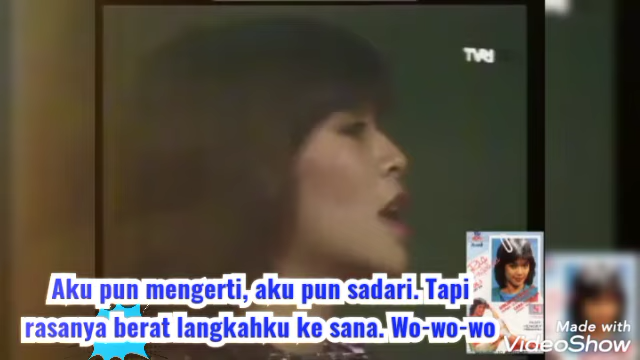 TVRI
Aku pun mengerti, aku pun sadari. Tapi
rasanya berat langkahku ke sana. Wo-wo-wo
Made with
VideoShow